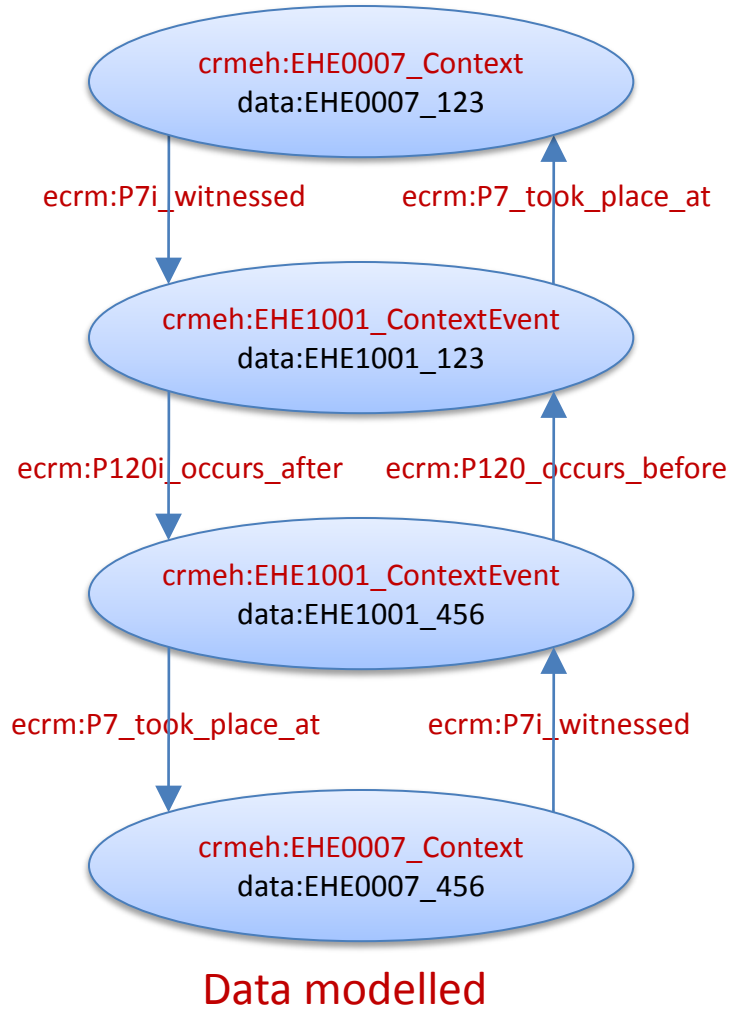 crmeh:EHE0007_Context
data:EHE0007_123
ecrm:P7i_witnessed
ecrm:P7_took_place_at
crmeh:EHE1001_ContextEvent
data:EHE1001_123
ecrm:P120i_occurs_after
ecrm:P120_occurs_before
crmeh:EHE1001_ContextEvent
data:EHE1001_456
ecrm:P7_took_place_at
ecrm:P7i_witnessed
crmeh:EHE0007_Context
data:EHE0007_456
Data modelled